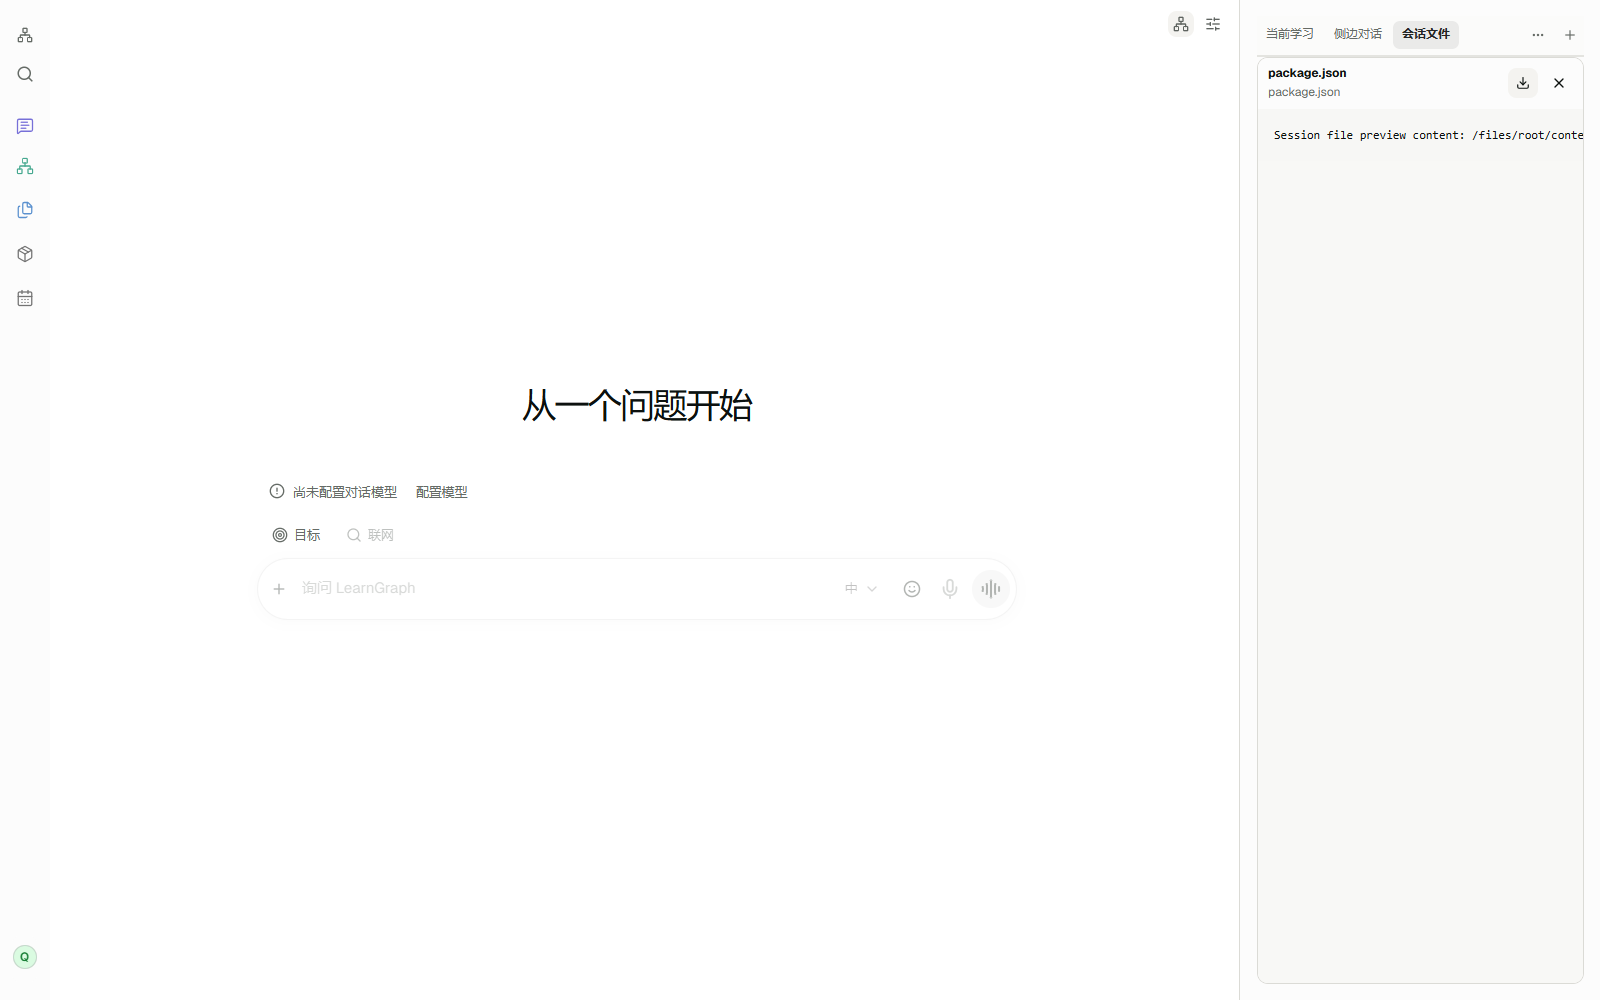 当前学习
侧边对话
会话文件
package.json
package.json
Session file preview content: /files/root/conte
从一个问题开始
尚未配置对话模型
配置模型
目标
联网
询问 LearnGraph
中
Q